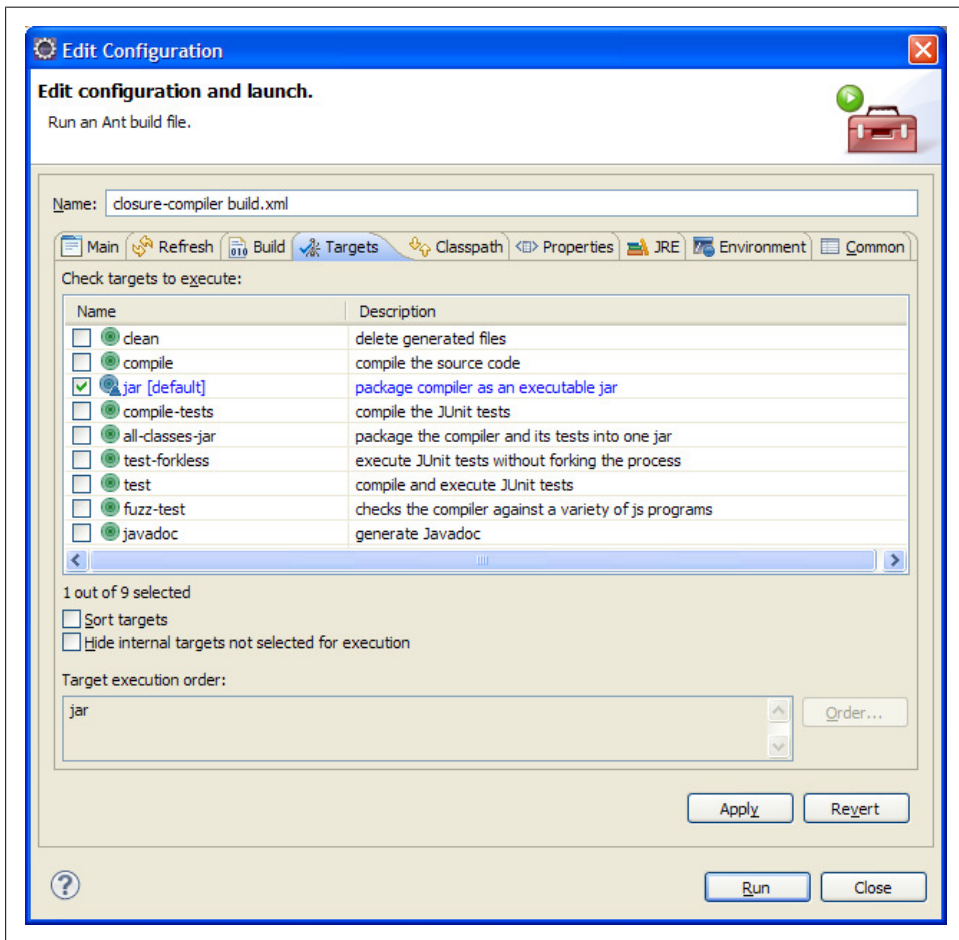 Edit Configuration
Edit configuration and launch.
Run an Ant build file.
Name: closure-compiler build.xml
Main Refresh Build Targets Classpath Properties JRE Environment Common
Check targets to execute:
Name Description
clean delete generated files
compile compile the source code
jar [default] package compiler as an executable jar
compile-tests compile the JUnit tests
all-classes-jar package the compiler and its tests into one jar
test-forkless execute JUnit tests without forking the process
test compile and execute JUnit tests
fuzz-test checks the compiler against a variety of js programs
javadoc generate Javadoc
1 out of 9 selected
Sort targets
Hide internal targets not selected for execution
Target execution order:
jar
Order...
Apply Revert
Run Close